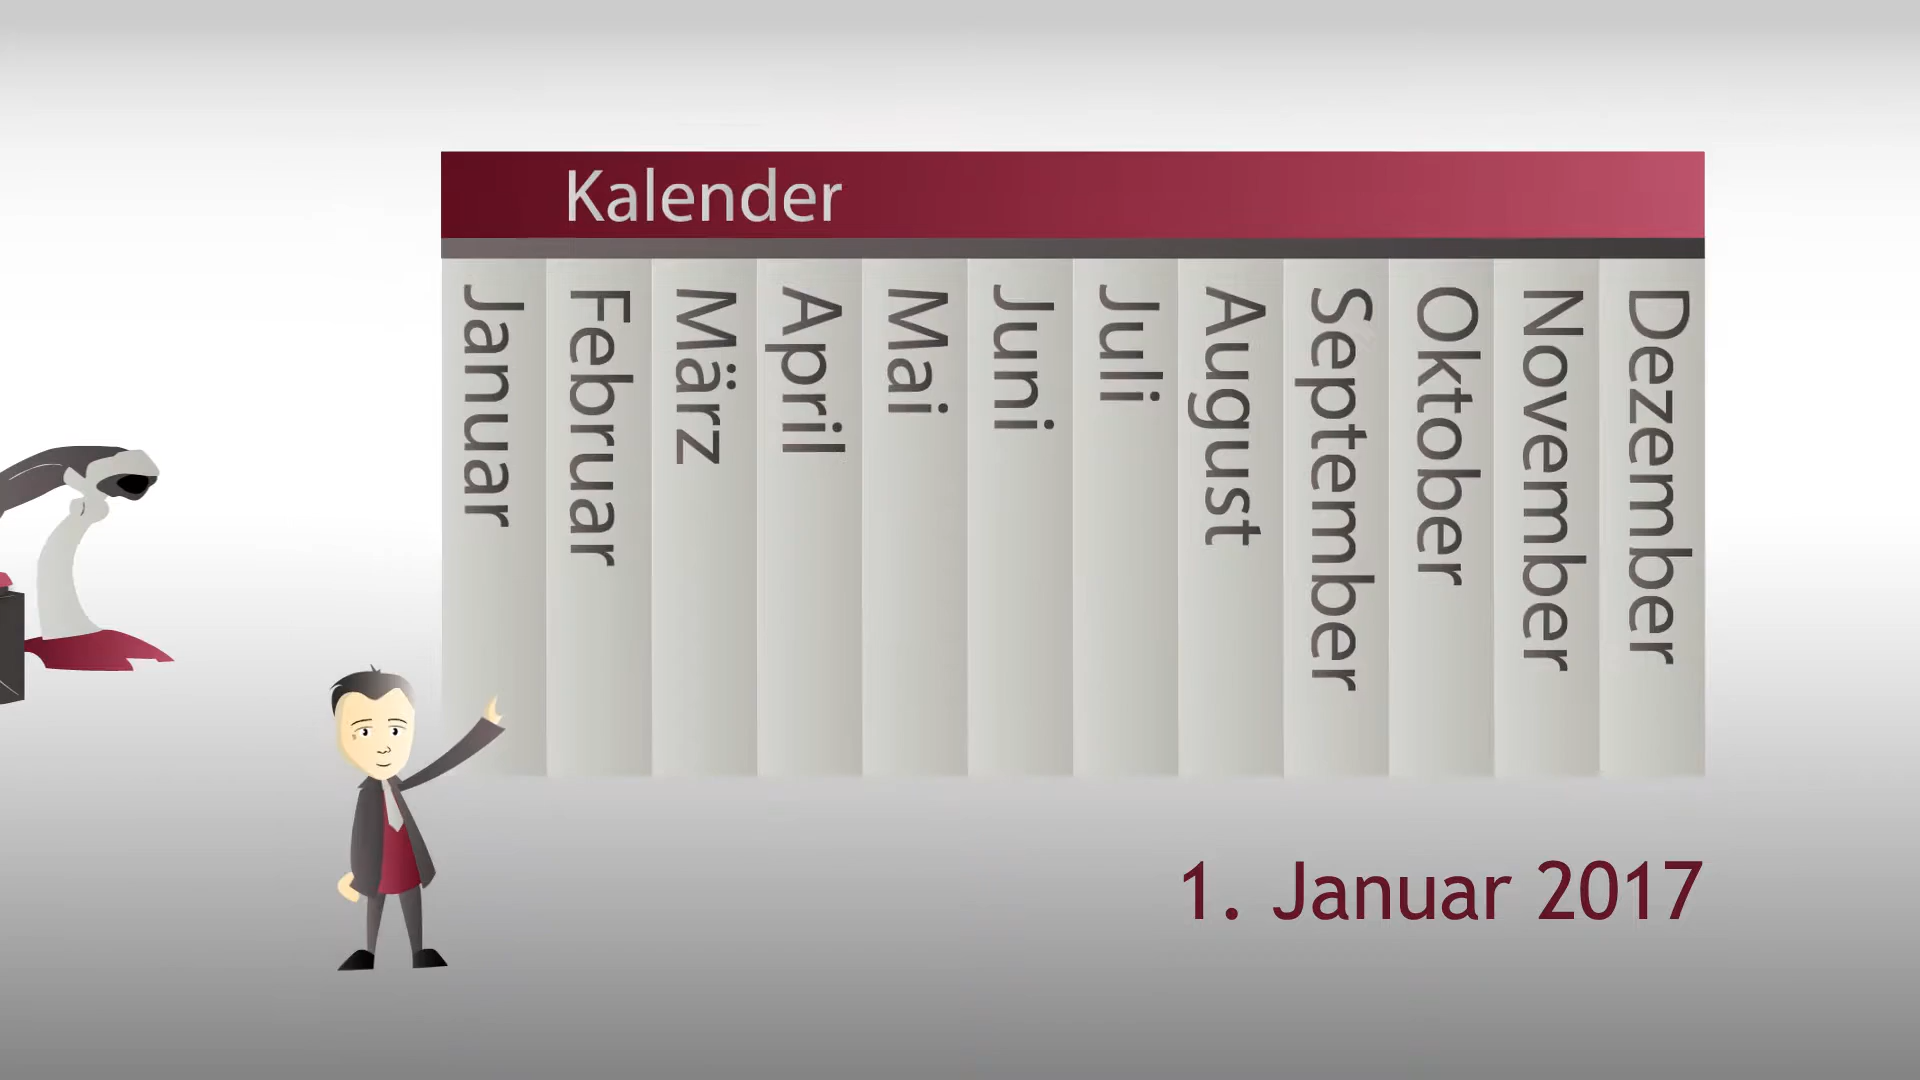 Kalender
Januar
Februar
März
April
Mai
Juni
Juli
August
September
Oktober
November
Dezember
1. Januar 2017